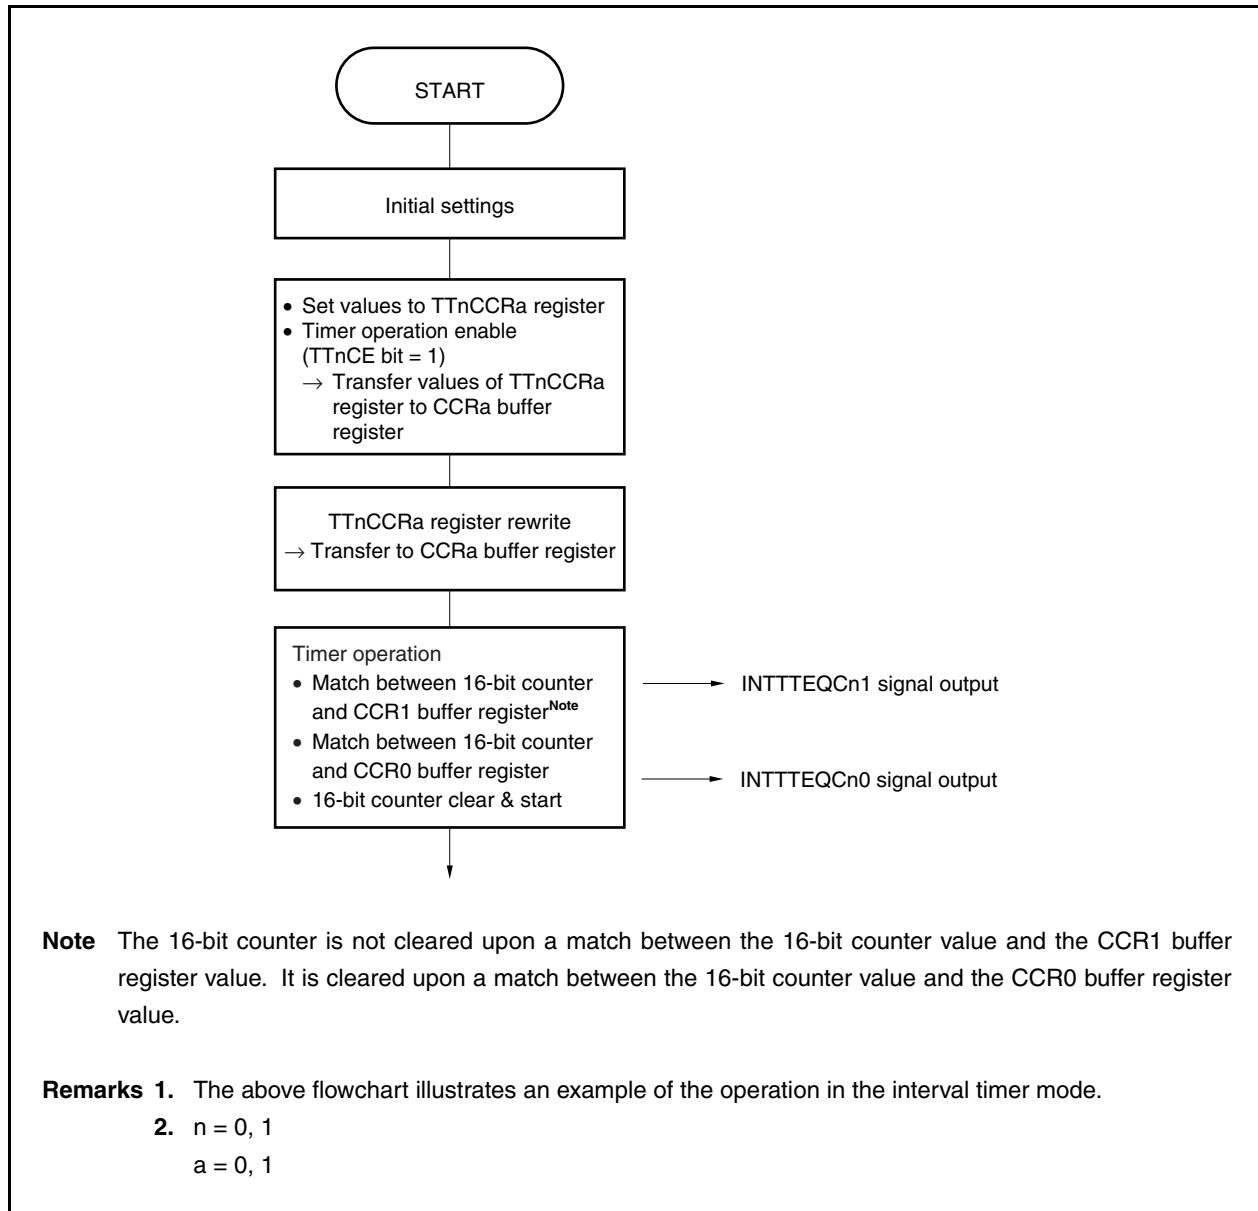 START
Initial settings
• Set values to TTnCCRa register
• Timer operation enable
(TTnCE bit = 1)
→ Transfer values of TTnCCRa
register to CCRa buffer
register
TTnCCRa register rewrite
→ Transfer to CCRa buffer register
Timer operation
• Match between 16-bit counter
and CCR1 buffer registerNote
• Match between 16-bit counter
and CCR0 buffer register
• 16-bit counter clear & start
INTTTEQCn1 signal output
INTTTEQCn0 signal output
Note The 16-bit counter is not cleared upon a match between the 16-bit counter value and the CCR1 buffer
register value. It is cleared upon a match between the 16-bit counter value and the CCR0 buffer register
value.
Remarks 1. The above flowchart illustrates an example of the operation in the interval timer mode.
2. n = 0, 1
a = 0, 1